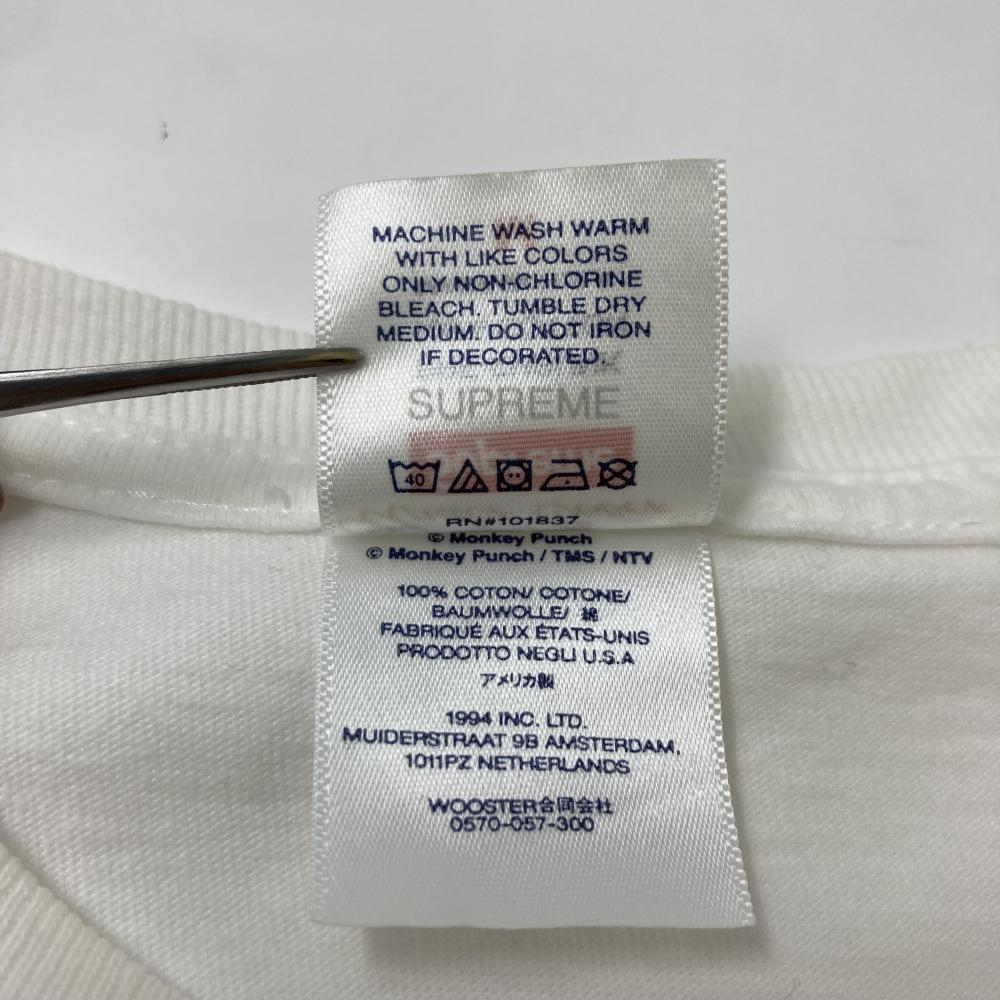 MACHINE WASH WARM
WITH LIKE COLORS
ONLY NON-CHLORINE
BLEACH. TUMBLE DRY
MEDIUM. DO NOT IRON
IF DECORATED.
SUPREME
40
RN#101837
© Monkey Punch
© Monkey Punch / TMS / NTV
100% COTON/ COTONE/
BAUMWOLLE/ 綿
FABRIQUÉ AUX ÉTATS-UNIS
PRODOTTO NEGLI U.S.A
アメリカ製
1994 INC. LTD.
MUIDERSTRAAT 9B AMSTERDAM,
1011PZ NETHERLANDS
WOOSTER合同会社
0570-057-300